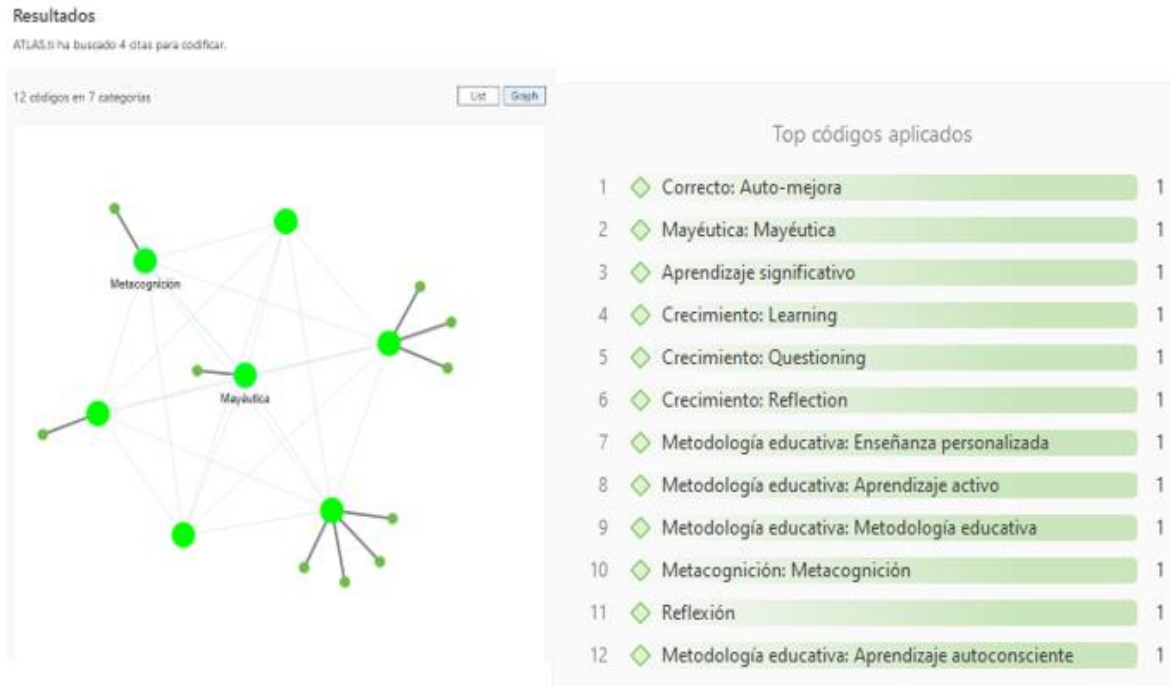 Resultados
ATLAS.ti ha buscado 4 citas para codificar.
12 códigos en 7 categorías
List
Graph
Metacognición
Mayéutica
Top códigos aplicados
1 Correcto: Auto-mejora 1
2 Mayéutica: Mayéutica 1
3 Aprendizaje significativo 1
4 Crecimiento: Learning 1
5 Crecimiento: Questioning 1
6 Crecimiento: Reflection 1
7 Metodología educativa: Enseñanza personalizada 1
8 Metodología educativa: Aprendizaje activo 1
9 Metodología educativa: Metodología educativa 1
10 Metacognición: Metacognición 1
11 Reflexión 1
12 Metodología educativa: Aprendizaje autoconsciente 1